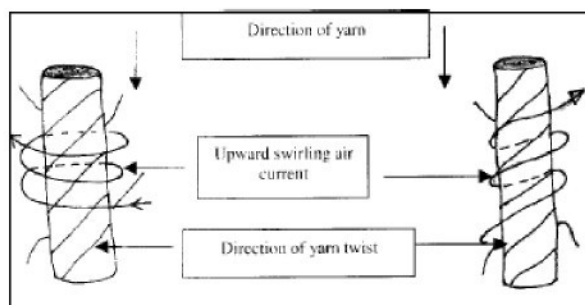 Direction of yarn
Upward swirling air
current
Direction of yarn twist